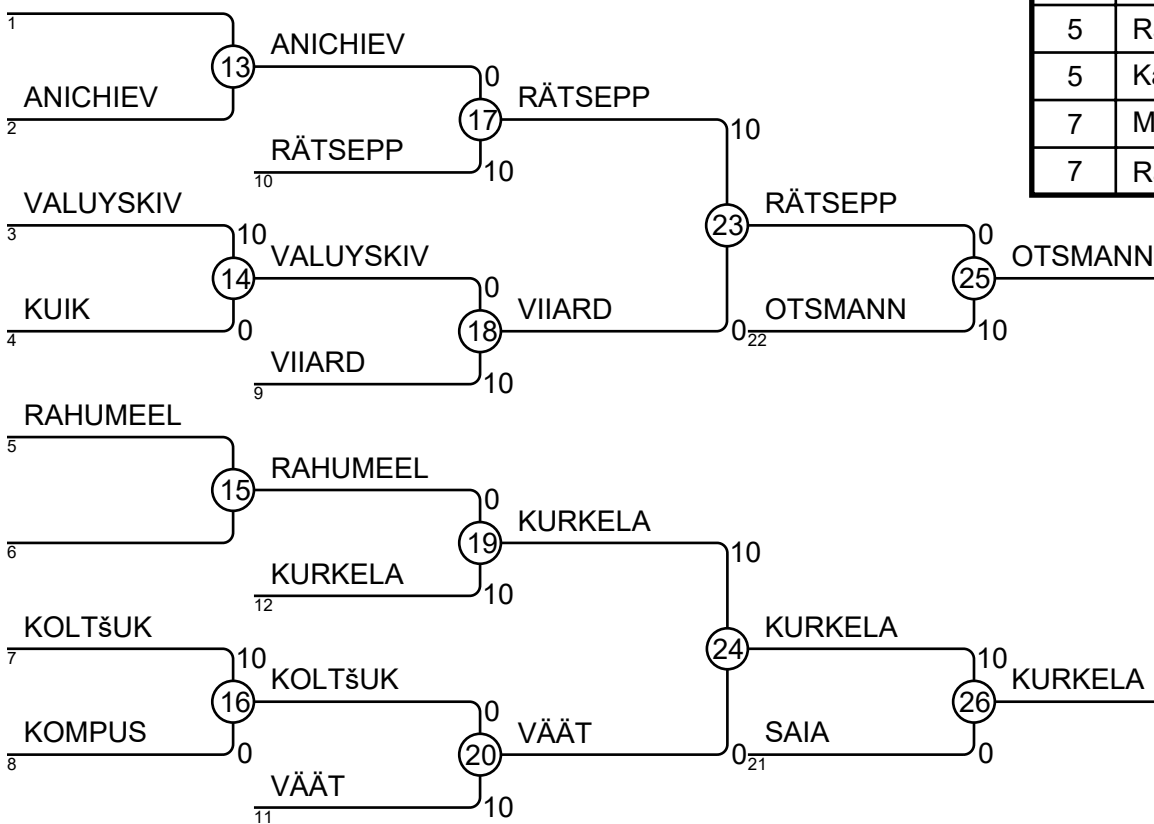 1
13
ANICHIEV
ANICHIEV
2
0
17
RÄTSEPP
RÄTSEPP
10
10
10
VALUYSKIV
3
10
14
VALUYSKIV
0
KUIK
4
0
18
VIIARD
VIIARD
9
10
23
RÄTSEPP
0
0
22
OTSMANN
25
OTSMANN
10
RAHUMEEL
5
15
RAHUMEEL
0
6
19
KURKELA
KURKELA
12
10
10
KOLTšUK
7
10
16
KOLTšUK
0
KOMPUS
8
0
20
VÄÄT
VÄÄT
11
10
24
KURKELA
10
0
21
SAIA
26
KURKELA
0
5 R
5 Ka
7 M
7 R